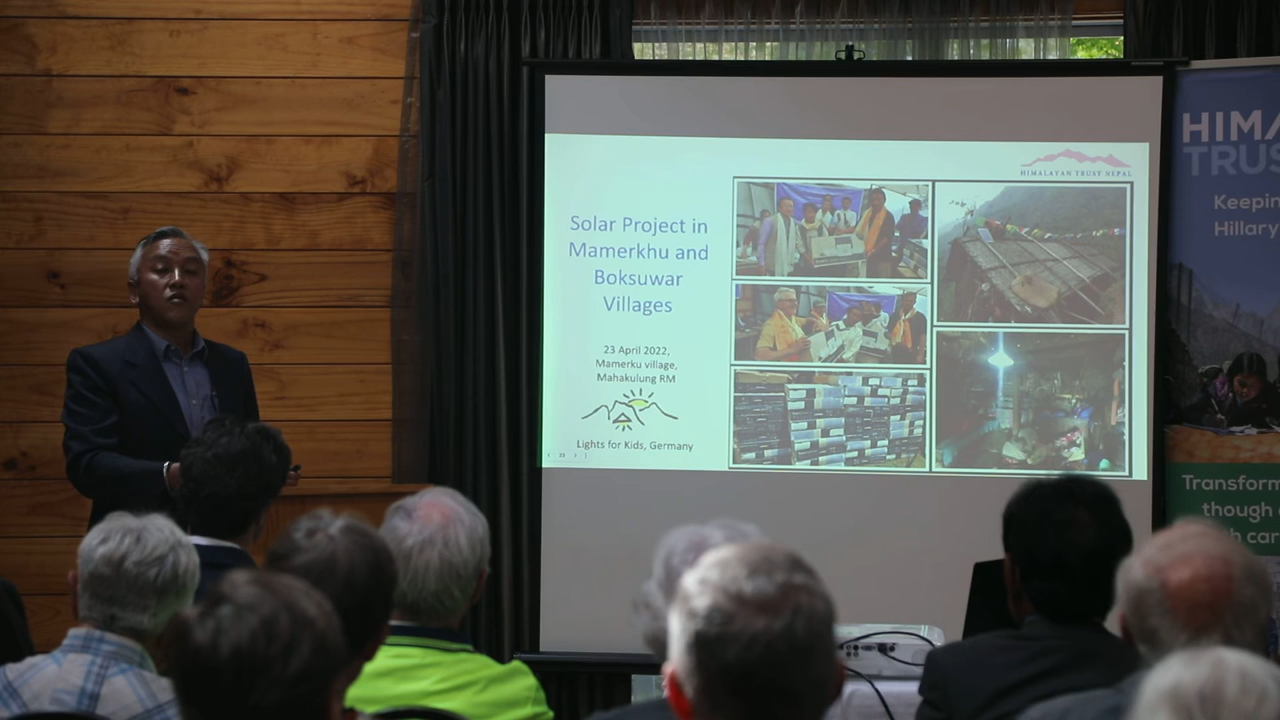 HIMALAYAN TRUST NEPAL
Solar Project in
Mamerkhu and
Boksuwar
Villages
23 April 2022,
Mamerku village,
Mahakulung RM
Lights for Kids, Germany
23
HIMA
TRUS
Keepin
Hillary
Transform
though
h car